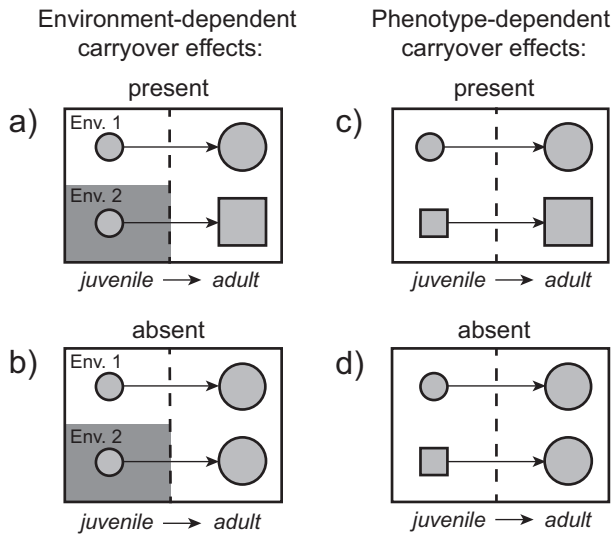 Environment-dependent
carryover effects:
present
a)
Env. 1
Env. 2
juvenile → adult
absent
b)
Env. 1
Env. 2
juvenile → adult
Phenotype-dependent
carryover effects:
present
c)
juvenile → adult
absent
d)
juvenile → adult